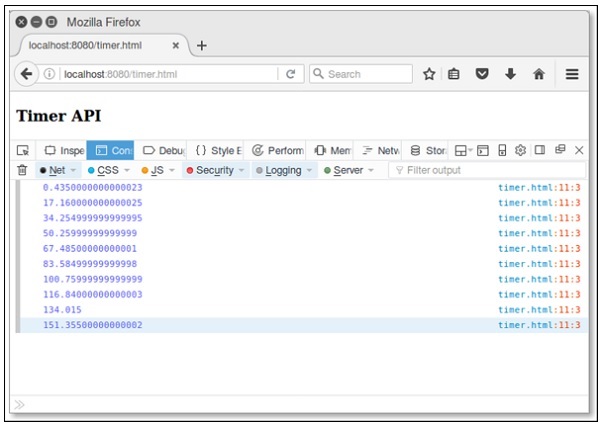 Mozilla Firefox
localhost:8080/timer.html
localhost:8080/timer.html Search
Timer API
Inspe Con Debu { } Style E Perform Men Netv Stor
Net CSS JS Security Logging Server Filter output
0.4350000000000023 timer.html:11:3
17.160000000000025 timer.html:11:3
34.254999999999995 timer.html:11:3
50.25999999999999 timer.html:11:3
67.48500000000001 timer.html:11:3
83.58499999999998 timer.html:11:3
100.75999999999999 timer.html:11:3
116.84000000000003 timer.html:11:3
134.015 timer.html:11:3
151.35500000000002 timer.html:11:3